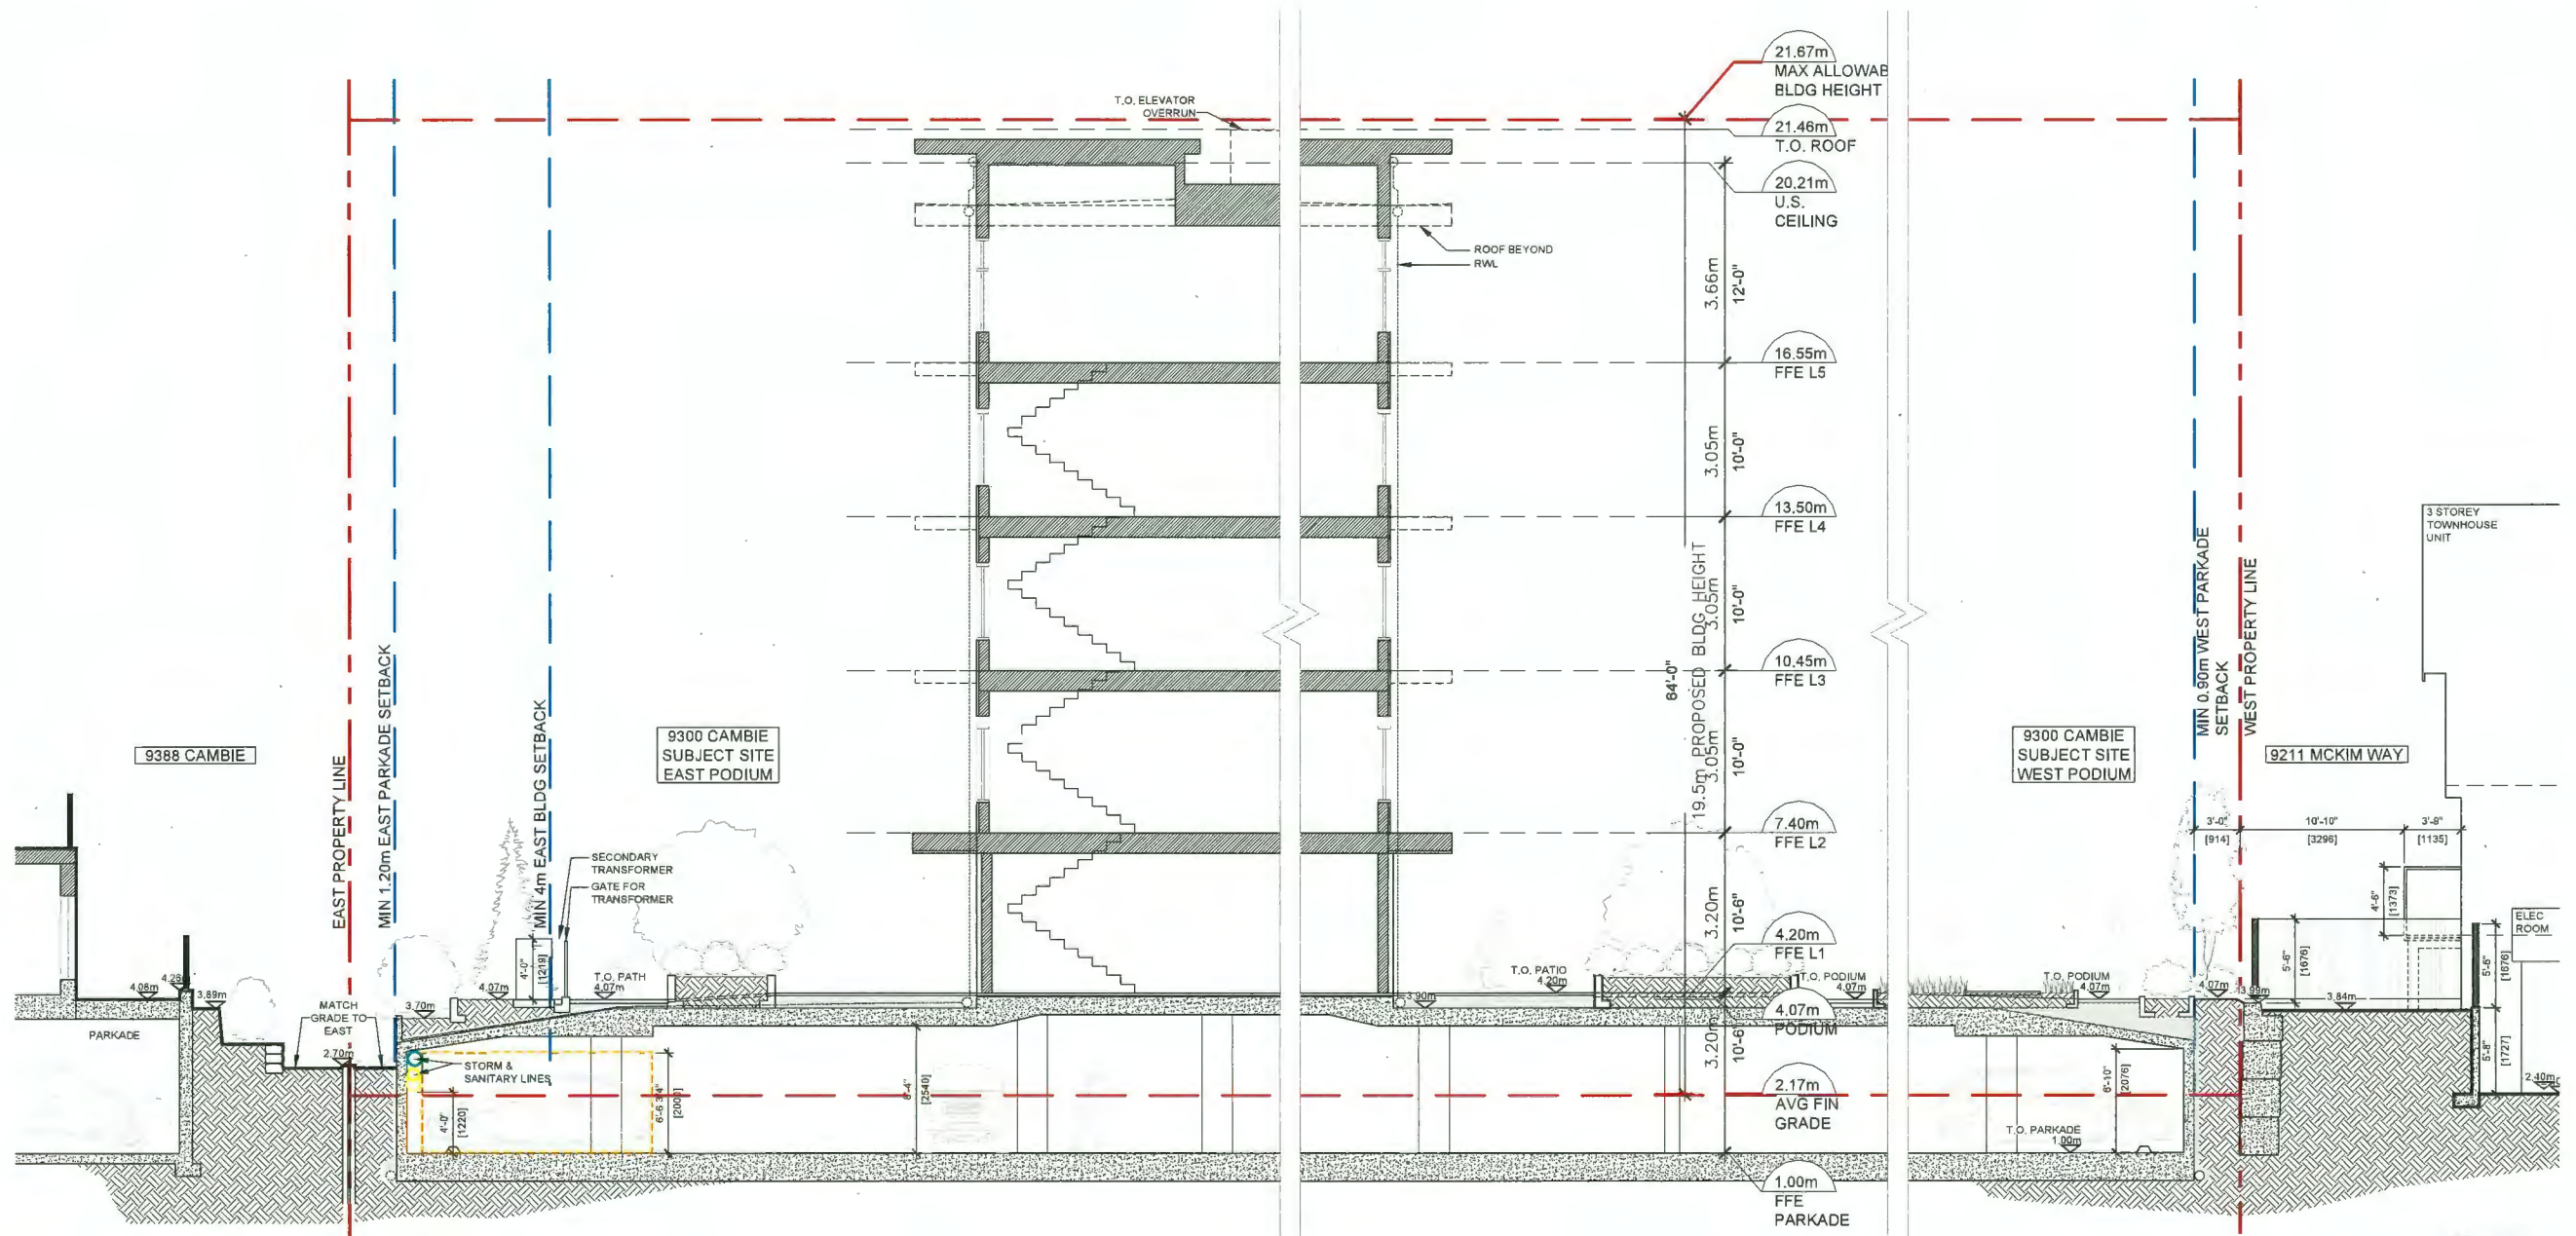 21.67m
MAX ALLOWAB
BLDG HEIGHT
T.O. ELEVATOR
OVERRUN
21.46m
T.O. ROOF
20.21m
U.S.
CEILING
ROOF BEYOND
RWL
3.66m
12'-0"
16.55m
FFE L5
3.05m
10'-0"
13.50m
FFE L4
3 STOREY
TOWNHOUSE
UNIT
3.05m
10'-0"
10.45m
FFE L3
64'-0"
19.5m PROPOSED BLDG HEIGHT
3.05m
10'-0"
7.40m
FFE L2
3.20m
10'-6"
4.20m
FFE L1
4.07m
PODIUM
3.20m
10'-6"
2.17m
AVG FIN
GRADE
1.00m
FFE
PARKADE
9388 CAMBIE
EAST PROPERTY LINE
MIN 1.20m EAST PARKADE SETBACK
MIN 4m EAST BLDG SETBACK
9300 CAMBIE
SUBJECT SITE
EAST PODIUM
9300 CAMBIE
SUBJECT SITE
WEST PODIUM
MIN 0.90m WEST PARKADE
SETBACK
WEST PROPERTY LINE
9211 MCKIM WAY
3'-0"
[914]
10'-10"
[3296]
3'-9"
[1135]
SECONDARY
TRANSFORMER
GATE FOR
TRANSFORMER
4'-6"
[1373]
ELEC
ROOM
5'-6"
[1676]
5'-6"
[1676]
5'-8"
[1727]
4'-0"
[1219]
T.O. PATH
4.07m
4.07m
4.08m
4.26
3.89m
MATCH
GRADE TO
EAST
3.70m
2.70m
PARKADE
STORM &
SANITARY LINES
4'-0"
[1220]
6'-6 3/4"
[2000]
8'-4"
[2540]
3.90m
T.O. PATIO
4.20m
T.O. PODIUM
4.07m
T.O. PODIUM
4.07m
4.07m
3.99m
3.84m
6'-10"
[2076]
T.O. PARKADE
1.00m
2.40m